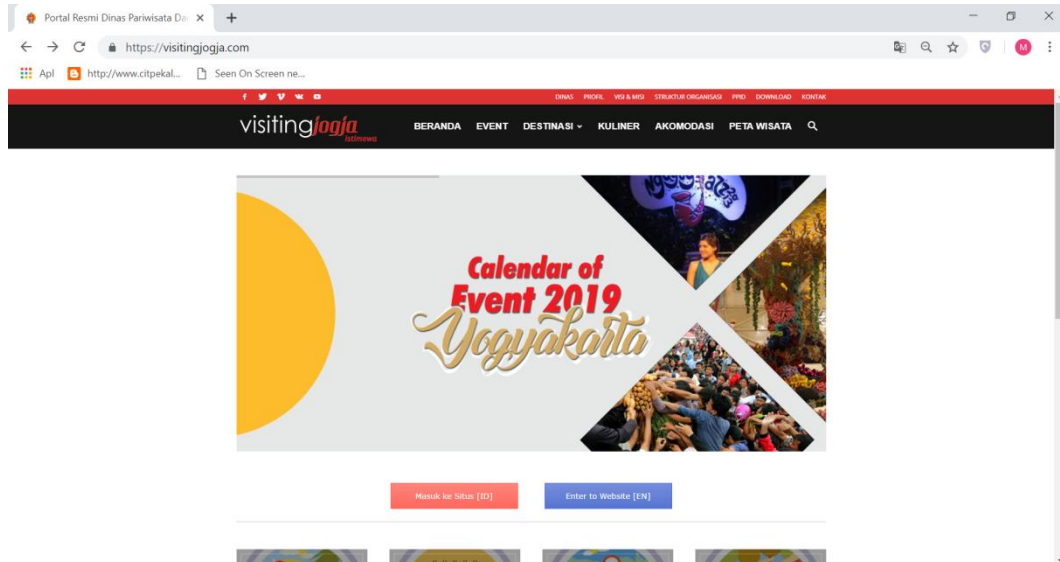 Portal Resmi Dinas Pariwisata Da
https://visitingjogja.com
M
Apl
http://www.citpekal...
Seen On Screen ne...
DINAS PROFIL VISI & MISI STRUKTUR ORGANISASI PPID DOWNLOAD KONTAK
visitingjogja
istimewa
BERANDA EVENT DESTINASI KULINER AKOMODASI PETA WISATA
Calendar of
Event 2019
Yogyakarta
Masuk ke Situs [ID]
Enter to Website [EN]